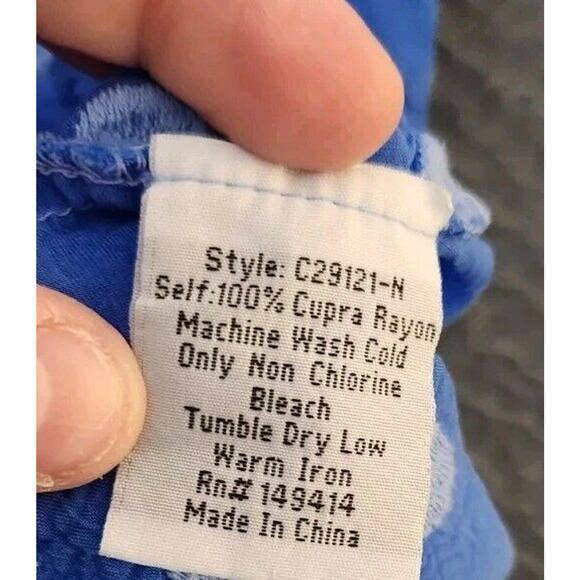 Style: C29121-N
Self:100% Cupra Rayon
Machine Wash Cold
Only Non Chlorine
Bleach
Tumble Dry Low
Warm Iron
Rn# 149414
Made In China